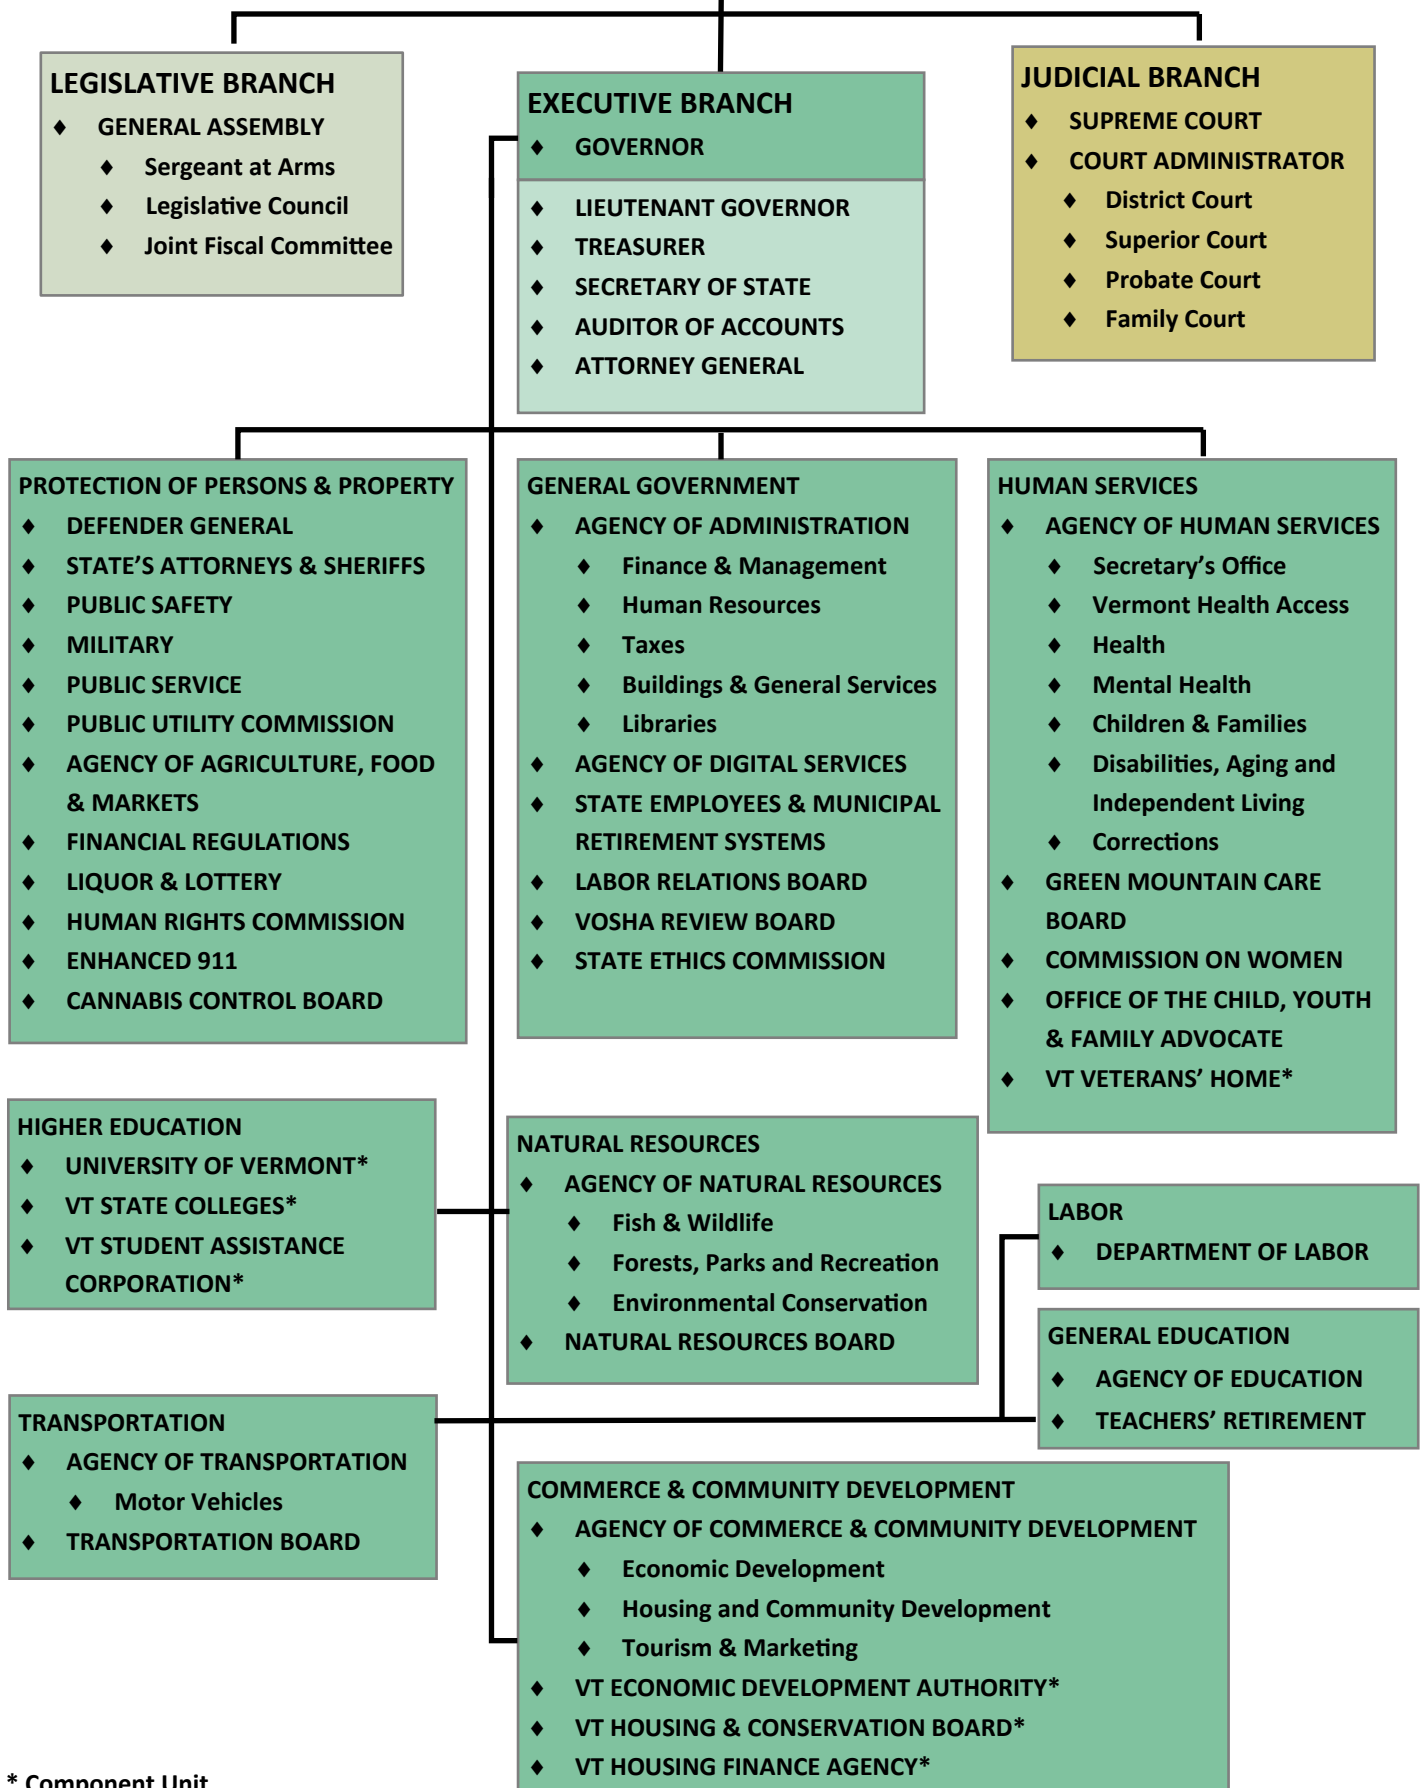 LEGISLATIVE BRANCH
♦ GENERAL ASSEMBLY
♦ Sergeant at Arms
♦ Legislative Council
♦ Joint Fiscal Committee
EXECUTIVE BRANCH
♦ GOVERNOR
♦ LIEUTENANT GOVERNOR
♦ TREASURER
♦ SECRETARY OF STATE
♦ AUDITOR OF ACCOUNTS
♦ ATTORNEY GENERAL
JUDICIAL BRANCH
♦ SUPREME COURT
♦ COURT ADMINISTRATOR
♦ District Court
♦ Superior Court
♦ Probate Court
♦ Family Court
PROTECTION OF PERSONS & PROPERTY
♦ DEFENDER GENERAL
♦ STATE’S ATTORNEYS & SHERIFFS
♦ PUBLIC SAFETY
♦ MILITARY
♦ PUBLIC SERVICE
♦ PUBLIC UTILITY COMMISSION
♦ AGENCY OF AGRICULTURE, FOOD
& MARKETS
♦ FINANCIAL REGULATIONS
♦ LIQUOR & LOTTERY
♦ HUMAN RIGHTS COMMISSION
♦ ENHANCED 911
♦ CANNABIS CONTROL BOARD
GENERAL GOVERNMENT
♦ AGENCY OF ADMINISTRATION
♦ Finance & Management
♦ Human Resources
♦ Taxes
♦ Buildings & General Services
♦ Libraries
♦ AGENCY OF DIGITAL SERVICES
♦ STATE EMPLOYEES & MUNICIPAL
RETIREMENT SYSTEMS
♦ LABOR RELATIONS BOARD
♦ VOSHA REVIEW BOARD
♦ STATE ETHICS COMMISSION
HUMAN SERVICES
♦ AGENCY OF HUMAN SERVICES
♦ Secretary’s Office
♦ Vermont Health Access
♦ Health
♦ Mental Health
♦ Children & Families
♦ Disabilities, Aging and
Independent Living
♦ Corrections
♦ GREEN MOUNTAIN CARE
BOARD
♦ COMMISSION ON WOMEN
♦ OFFICE OF THE CHILD, YOUTH
& FAMILY ADVOCATE
♦ VT VETERANS’ HOME*
HIGHER EDUCATION
♦ UNIVERSITY OF VERMONT*
♦ VT STATE COLLEGES*
♦ VT STUDENT ASSISTANCE
CORPORATION*
NATURAL RESOURCES
♦ AGENCY OF NATURAL RESOURCES
♦ Fish & Wildlife
♦ Forests, Parks and Recreation
♦ Environmental Conservation
♦ NATURAL RESOURCES BOARD
LABOR
♦ DEPARTMENT OF LABOR
GENERAL EDUCATION
♦ AGENCY OF EDUCATION
♦ TEACHERS’ RETIREMENT
TRANSPORTATION
♦ AGENCY OF TRANSPORTATION
♦ Motor Vehicles
♦ TRANSPORTATION BOARD
COMMERCE & COMMUNITY DEVELOPMENT
♦ AGENCY OF COMMERCE & COMMUNITY DEVELOPMENT
♦ Economic Development
♦ Housing and Community Development
♦ Tourism & Marketing
♦ VT ECONOMIC DEVELOPMENT AUTHORITY*
♦ VT HOUSING & CONSERVATION BOARD*
♦ VT HOUSING FINANCE AGENCY*
* Component Unit